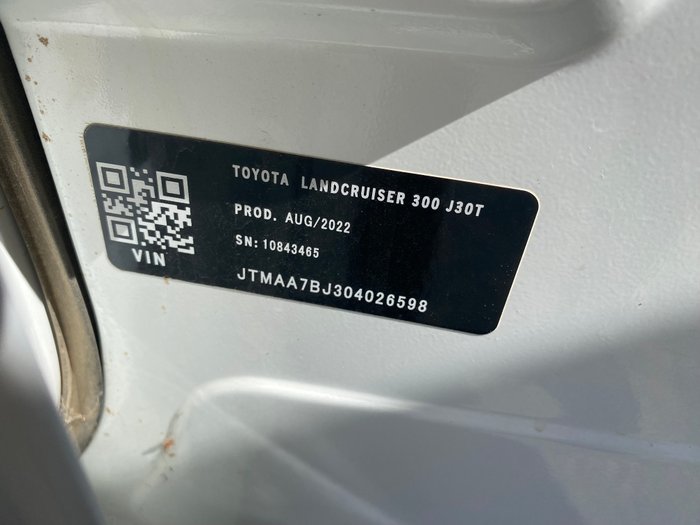 TOYOTA LANDCRUISER 300 J30T
PROD. AUG/2022
SN: 10843465
VIN
JTMAA7BJ304026598